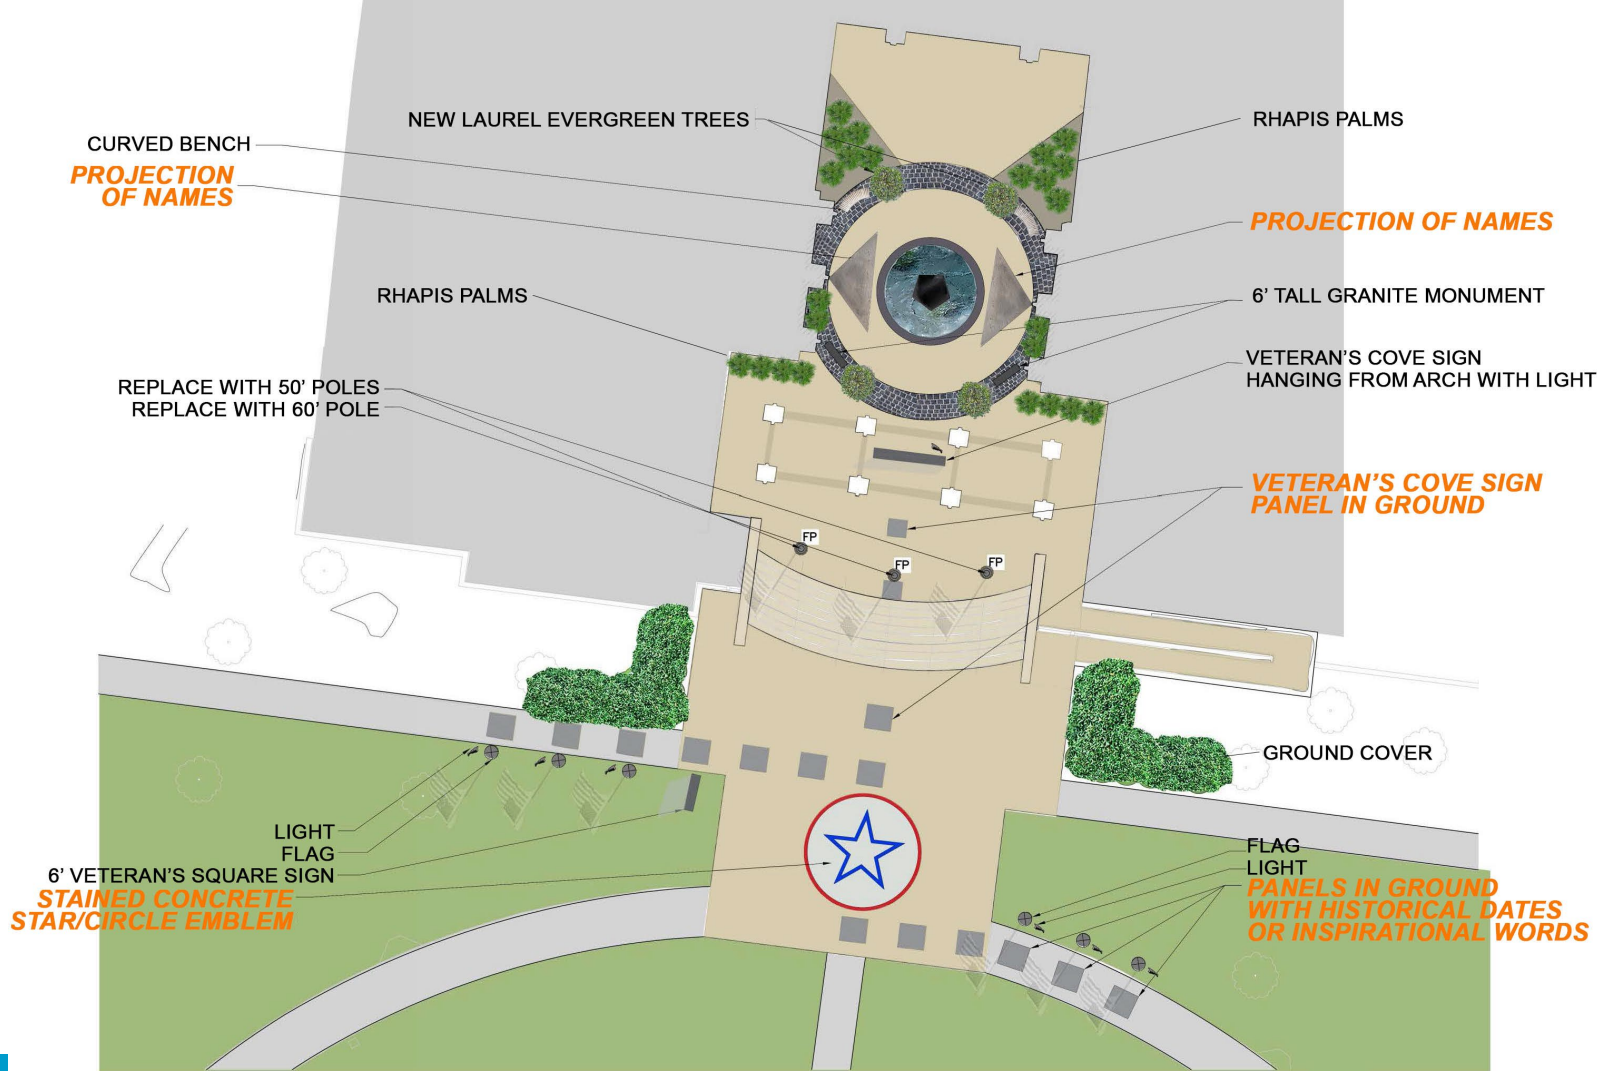 NEW LAUREL EVERGREEN TREES
RHAPIS PALMS
CURVED BENCH
PROJECTION
OF NAMES
PROJECTION OF NAMES
RHAPIS PALMS
6’ TALL GRANITE MONUMENT
VETERAN’S COVE SIGN
HANGING FROM ARCH WITH LIGHT
REPLACE WITH 50’ POLES
REPLACE WITH 60’ POLE
VETERAN’S COVE SIGN
PANEL IN GROUND
FP
FP
FP
GROUND COVER
LIGHT
FLAG
6’ VETERAN’S SQUARE SIGN
STAINED CONCRETE
STAR/CIRCLE EMBLEM
FLAG
LIGHT
PANELS IN GROUND
WITH HISTORICAL DATES
OR INSPIRATIONAL WORDS